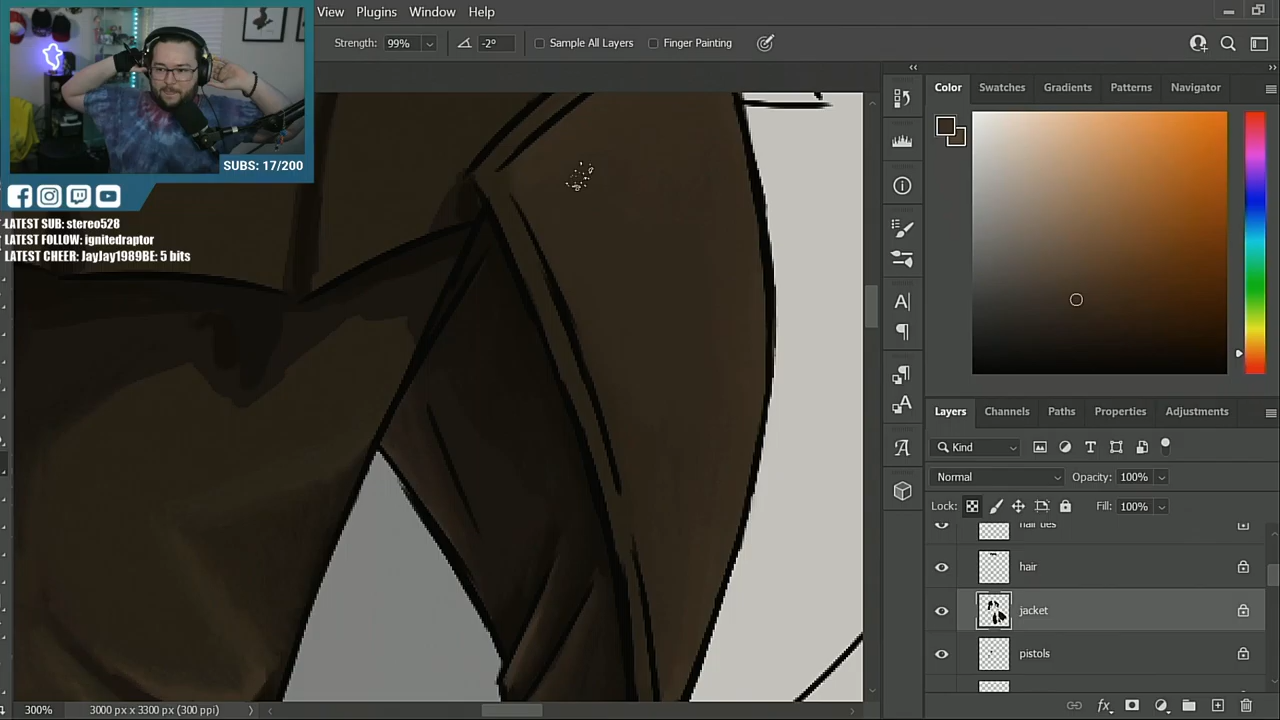 View Plugins Window Help
Strength: 99% -2° Sample All Layers Finger Painting
SUBS: 17/200
LATEST SUB: stereo528
LATEST FOLLOW: ignitedraptor
LATEST CHEER: JayJay1989BE: 5 bits
Color Swatches Gradients Patterns Navigator
Layers Channels Paths Properties Adjustments
Kind
Normal Opacity: 100%
Lock: Fill: 100%
hair ties
hair
jacket
pistols
300% 3000 px x 3300 px (300 ppi)